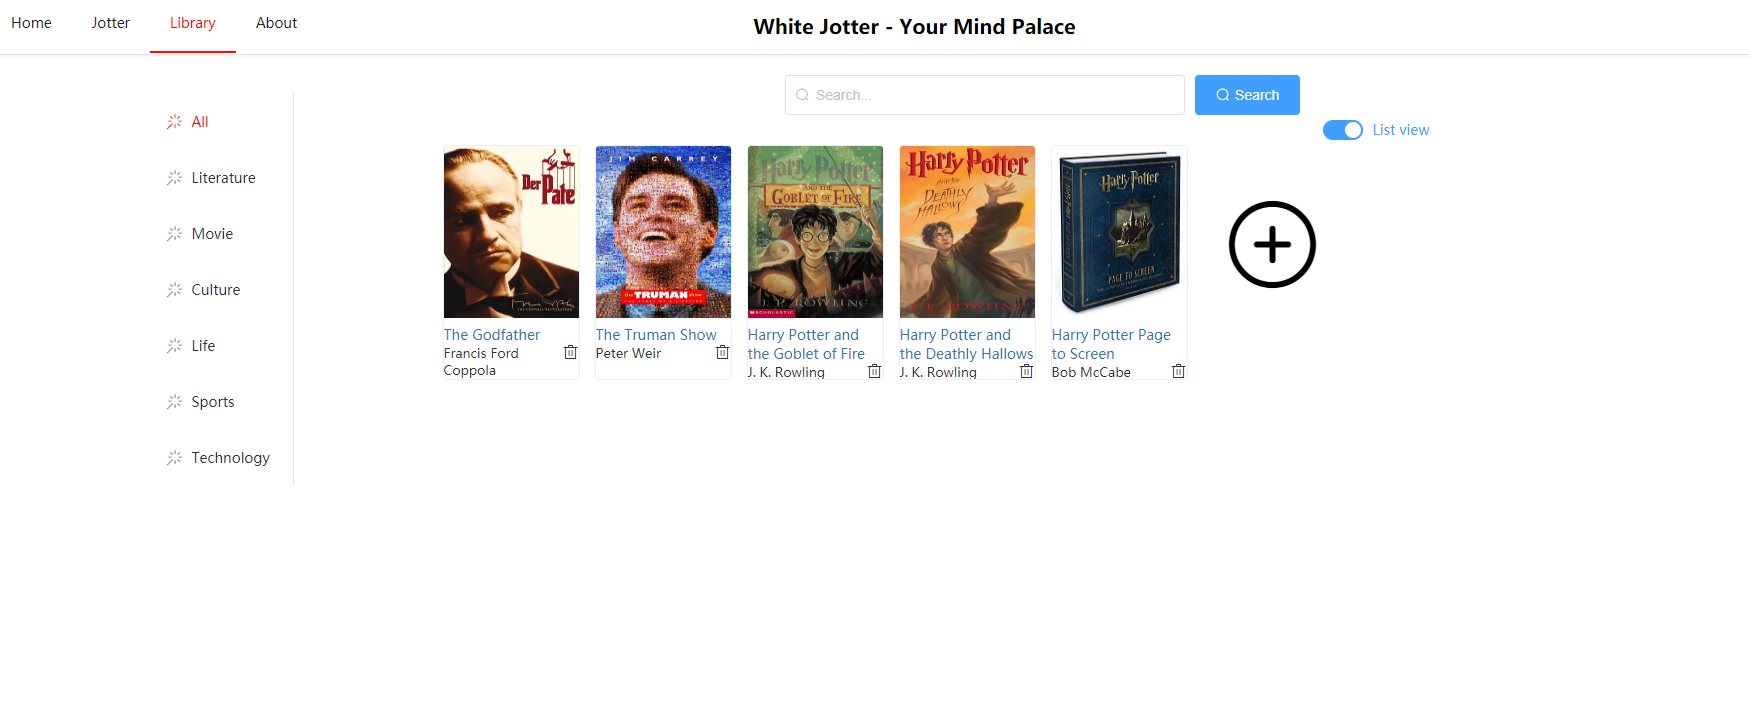 Home Jotter Library About
White Jotter - Your Mind Palace
Search...
Search
List view
All
Literature
Movie
Culture
Life
Sports
Technology
Der Pate
The Godfather
Francis Ford
Coppola
JIM CARREY
THE TRUMAN show
The Truman Show
Peter Weir
Harry Potter
AND THE
GOBLET OF FIRE
J. K. ROWLING
SCHOLASTIC
Harry Potter and
the Goblet of Fire
J. K. Rowling
Harry Potter
AND THE
DEATHLY
HALLOWS
J. K. ROWLING
Harry Potter and
the Deathly Hallows
J. K. Rowling
Harry Potter
PAGE TO SCREEN
Harry Potter Page
to Screen
Bob McCabe